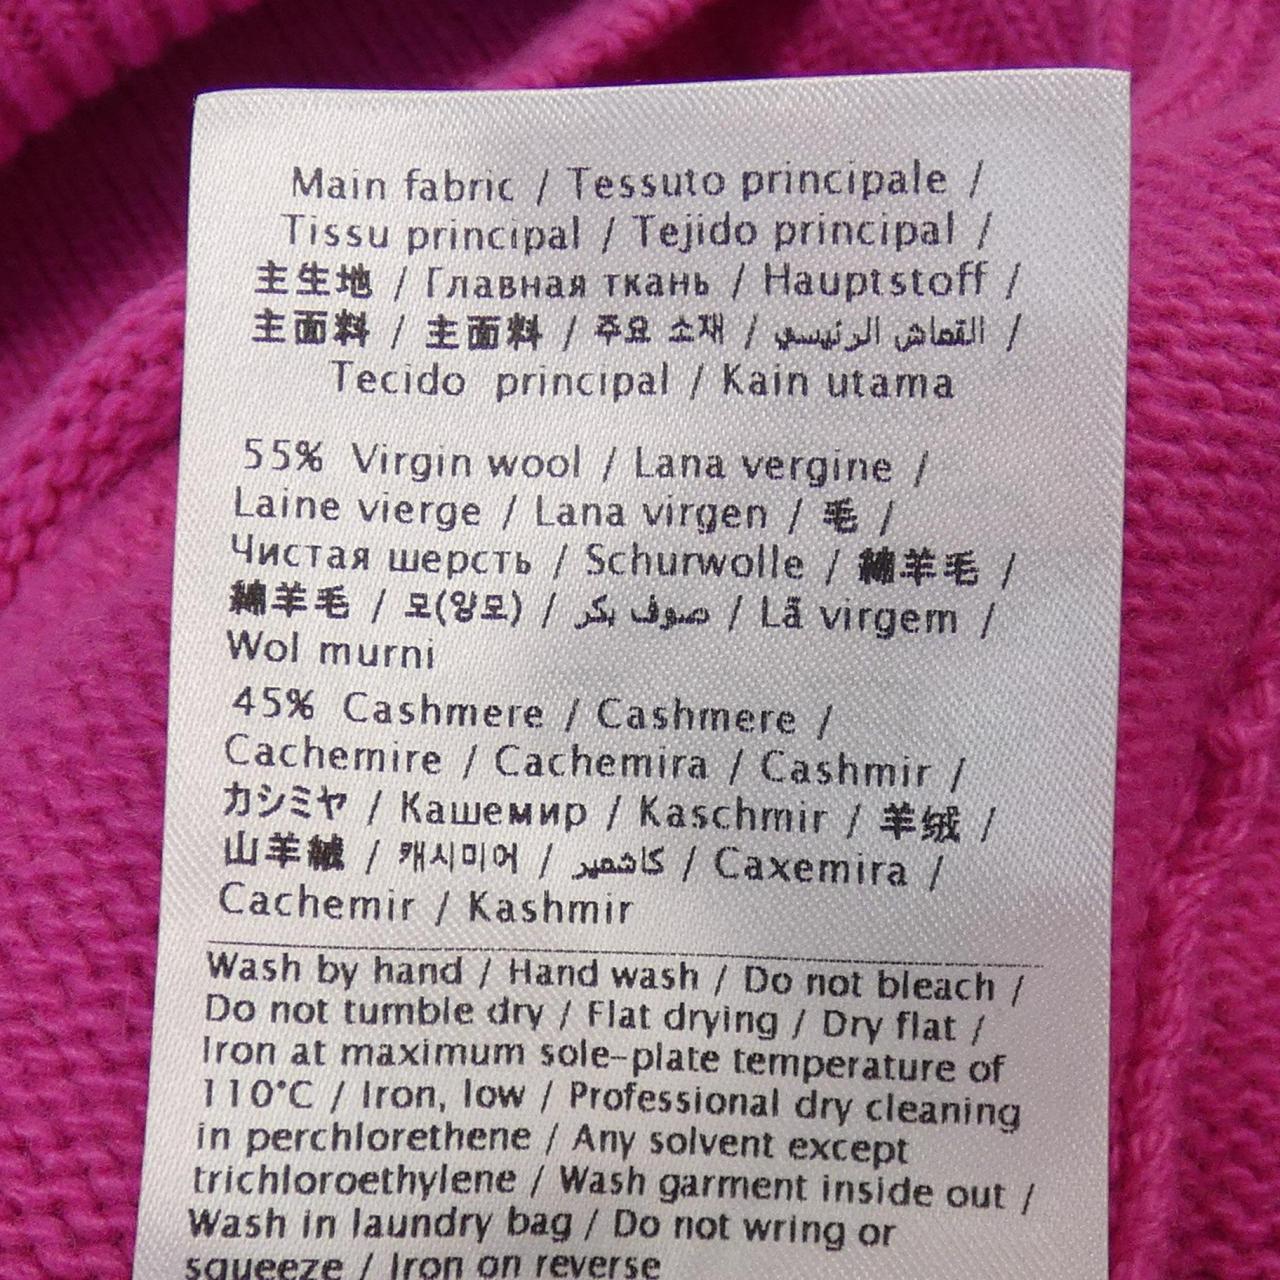 Main fabric / Tessuto principale /
Tissu principal / Tejido principal /
主生地 / Главная ткань / Hauptstoff /
主面料 / 主面料 / 주요 소재 / القماش الرئيسي /
Tecido principal / Kain utama
55% Virgin wool / Lana vergine /
Laine vierge / Lana virgen / 毛 /
Чистая шерсть / Schurwolle / 綿羊毛 /
綿羊毛 / 모(양모) / صوف بكر / Lã virgem /
Wol murni
45% Cashmere / Cashmere /
Cachemire / Cachemira / Cashmir /
カシミヤ / Кашемир / Kaschmir / 羊绒 /
山羊絨 / 캐시미어 / كاشمير / Caxemira /
Cachemir / Kashmir
Wash by hand / Hand wash / Do not bleach /
Do not tumble dry / Flat drying / Dry flat /
Iron at maximum sole-plate temperature of
110°C / Iron, low / Professional dry cleaning
in perchlorethene / Any solvent except
trichloroethylene / Wash garment inside out /
Wash in laundry bag / Do not wring or
squeeze / Iron on reverse